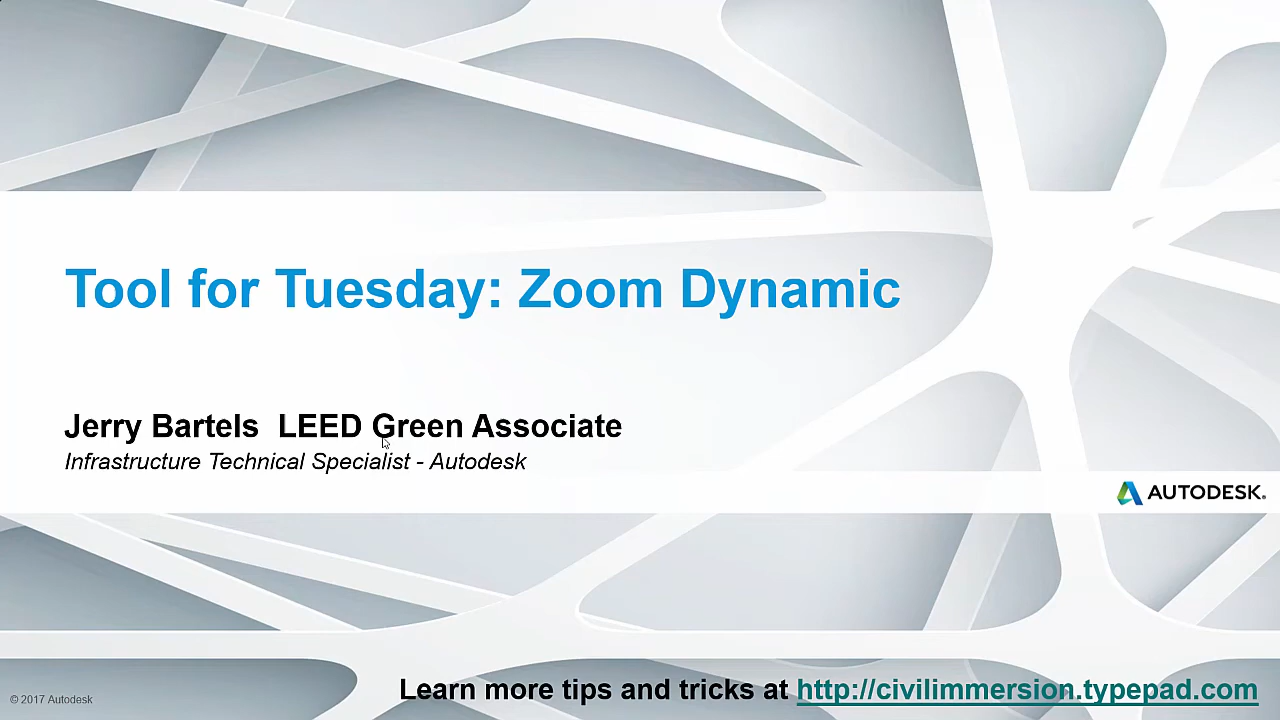 Tool for Tuesday: Zoom Dynamic
Jerry Bartels LEED Green Associate
Infrastructure Technical Specialist - Autodesk
AUTODESK.
Learn more tips and tricks at http://civilimmersion.typepad.com
© 2017 Autodesk